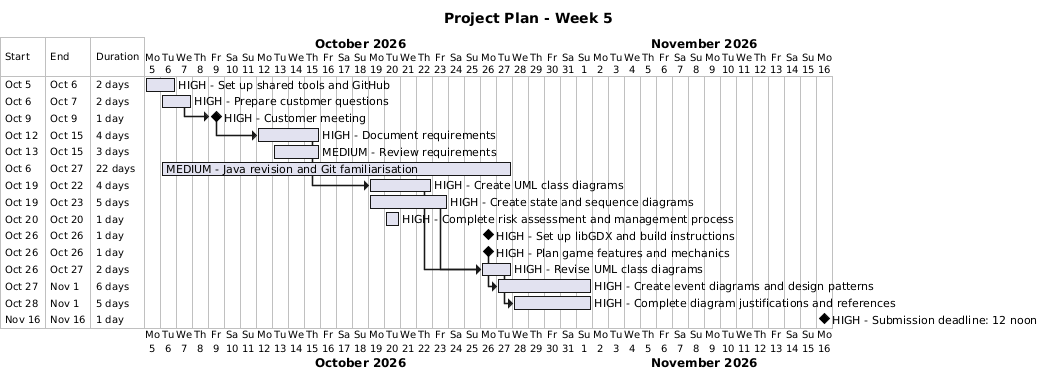 Project Plan - Week 5
October 2026 November 2026
Start End Duration Mo Tu We Th Fr Sa Su Mo Tu We Th Fr Sa Su Mo Tu We Th Fr Sa Su Mo Tu We Th Fr Sa Su Mo Tu We Th Fr Sa Su Mo Tu We Th Fr Sa Su Mo
5 6 7 8 9 10 11 12 13 14 15 16 17 18 19 20 21 22 23 24 25 26 27 28 29 30 31 1 2 3 4 5 6 7 8 9 10 11 12 13 14 15 16
Oct 5 Oct 6 2 days HIGH - Set up shared tools and GitHub
Oct 6 Oct 7 2 days HIGH - Prepare customer questions
Oct 9 Oct 9 1 day HIGH - Customer meeting
Oct 12 Oct 15 4 days HIGH - Document requirements
Oct 13 Oct 15 3 days MEDIUM - Review requirements
Oct 6 Oct 27 22 days MEDIUM - Java revision and Git familiarisation
Oct 19 Oct 22 4 days HIGH - Create UML class diagrams
Oct 19 Oct 23 5 days HIGH - Create state and sequence diagrams
Oct 20 Oct 20 1 day HIGH - Complete risk assessment and management process
Oct 26 Oct 26 1 day HIGH - Set up libGDX and build instructions
Oct 26 Oct 26 1 day HIGH - Plan game features and mechanics
Oct 26 Oct 27 2 days HIGH - Revise UML class diagrams
Oct 27 Nov 1 6 days HIGH - Create event diagrams and design patterns
Oct 28 Nov 1 5 days HIGH - Complete diagram justifications and references
Nov 16 Nov 16 1 day HIGH - Submission deadline: 12 noon
Mo Tu We Th Fr Sa Su Mo Tu We Th Fr Sa Su Mo Tu We Th Fr Sa Su Mo Tu We Th Fr Sa Su Mo Tu We Th Fr Sa Su Mo Tu We Th Fr Sa Su Mo
5 6 7 8 9 10 11 12 13 14 15 16 17 18 19 20 21 22 23 24 25 26 27 28 29 30 31 1 2 3 4 5 6 7 8 9 10 11 12 13 14 15 16
October 2026 November 2026